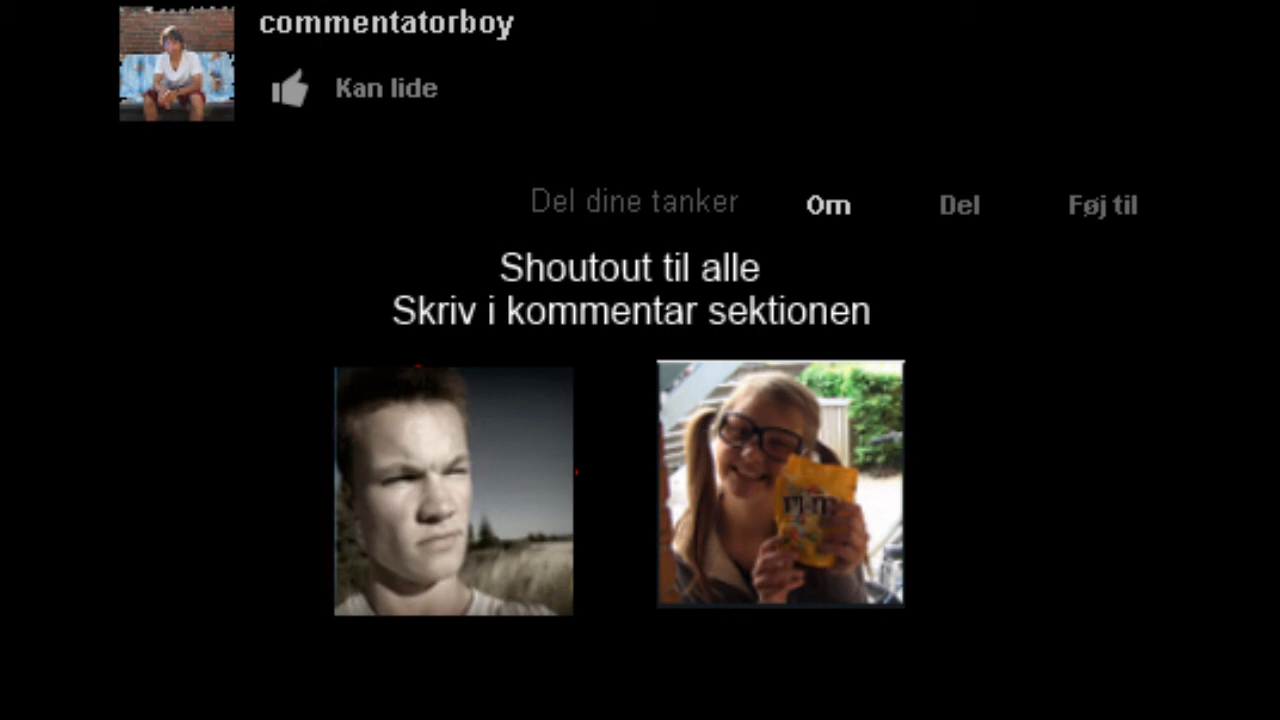 commentatorboy
Kan lide
Del dine tanker Om Del Føj til
Shoutout til alle
Skriv i kommentar sektionen